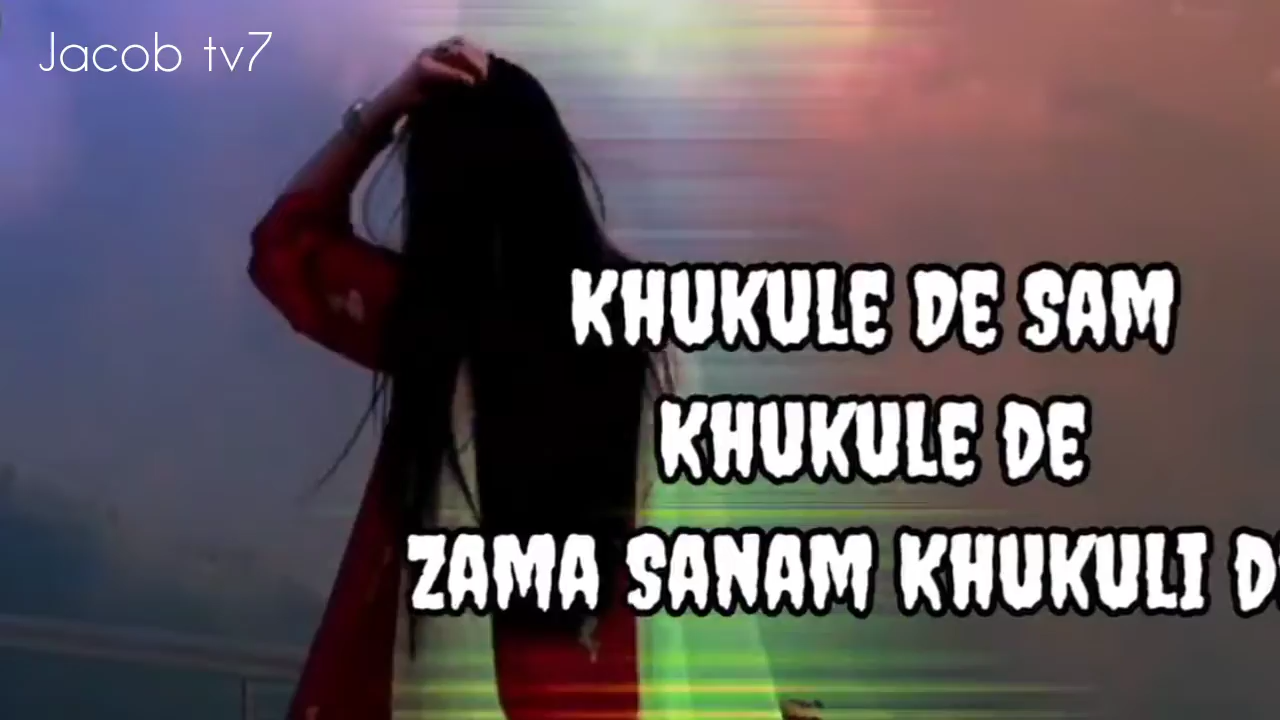 Jacob tv7
KHUKULE DE SAM
KHUKULE DE
ZAMA SANAM KHUKULI